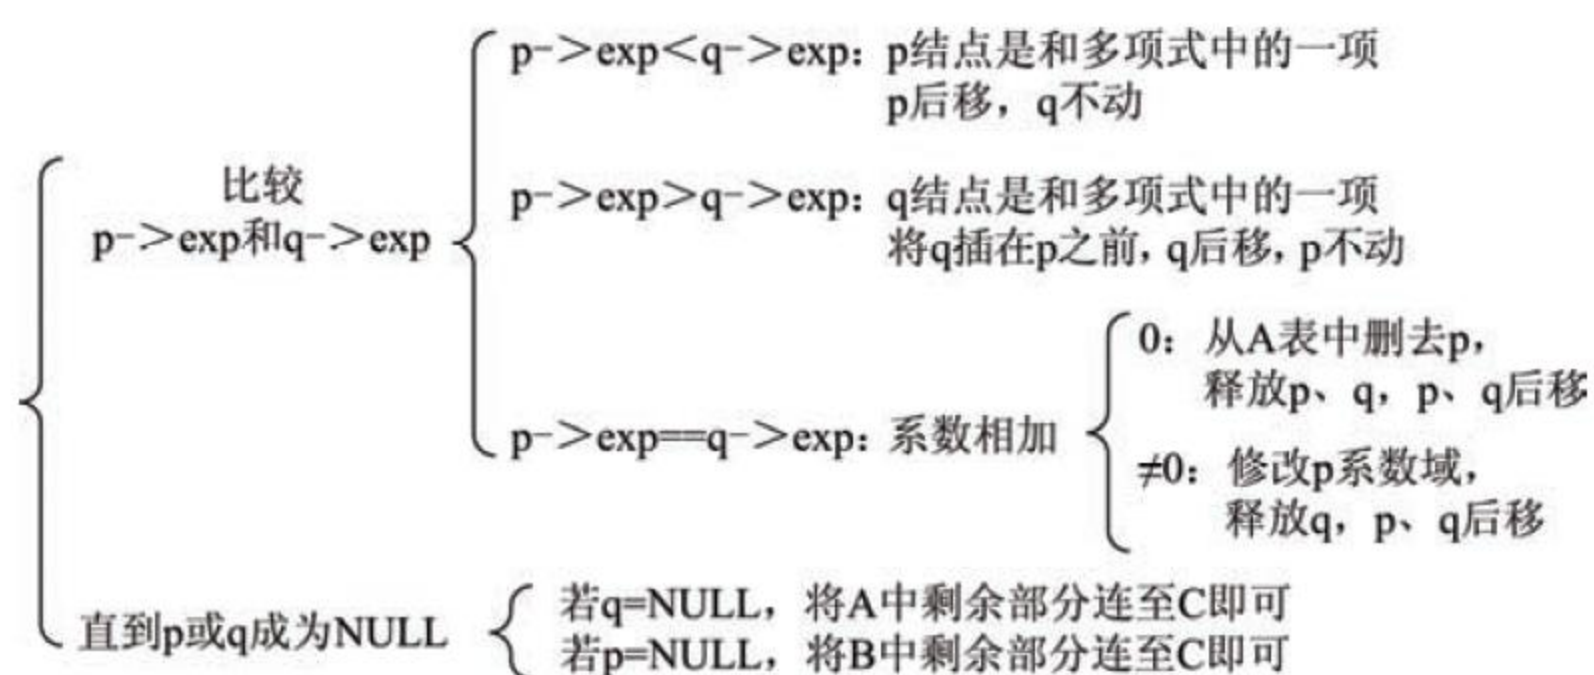 p->exp<q->exp：p结点是和多项式中的一项
p后移，q不动
比较
p->exp和q->exp
p->exp>q->exp：q结点是和多项式中的一项
将q插在p之前，q后移，p不动
p->exp==q->exp：系数相加
0：从A表中删去p，
释放p、q，p、q后移
≠0：修改p系数域，
释放q，p、q后移
直到p或q成为NULL
若q=NULL，将A中剩余部分连至C即可
若p=NULL，将B中剩余部分连至C即可